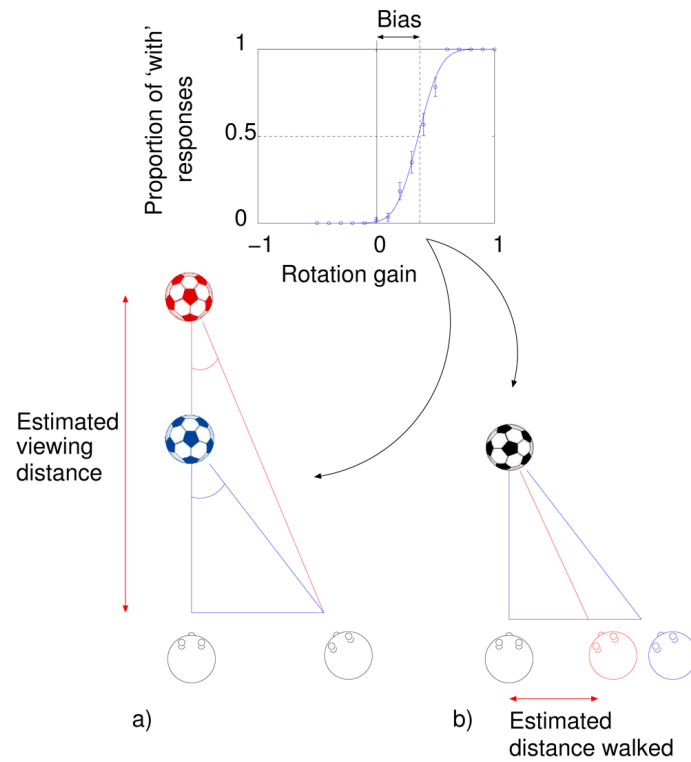 Bias
Proportion of ‘with’
responses
1
0.5
0
−1
0
1
Rotation gain
Estimated
viewing
distance
a)
b)
Estimated
distance walked